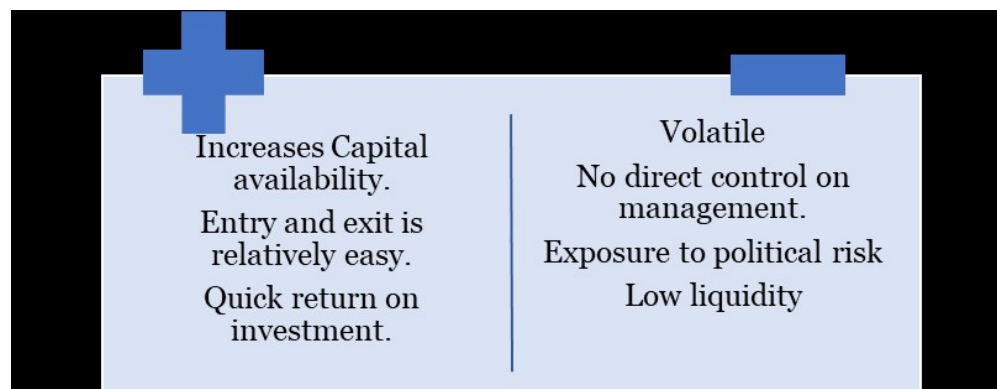 Increases Capital
availability.
Entry and exit is
relatively easy.
Quick return on
investment.
Volatile
No direct control on
management.
Exposure to political risk
Low liquidity